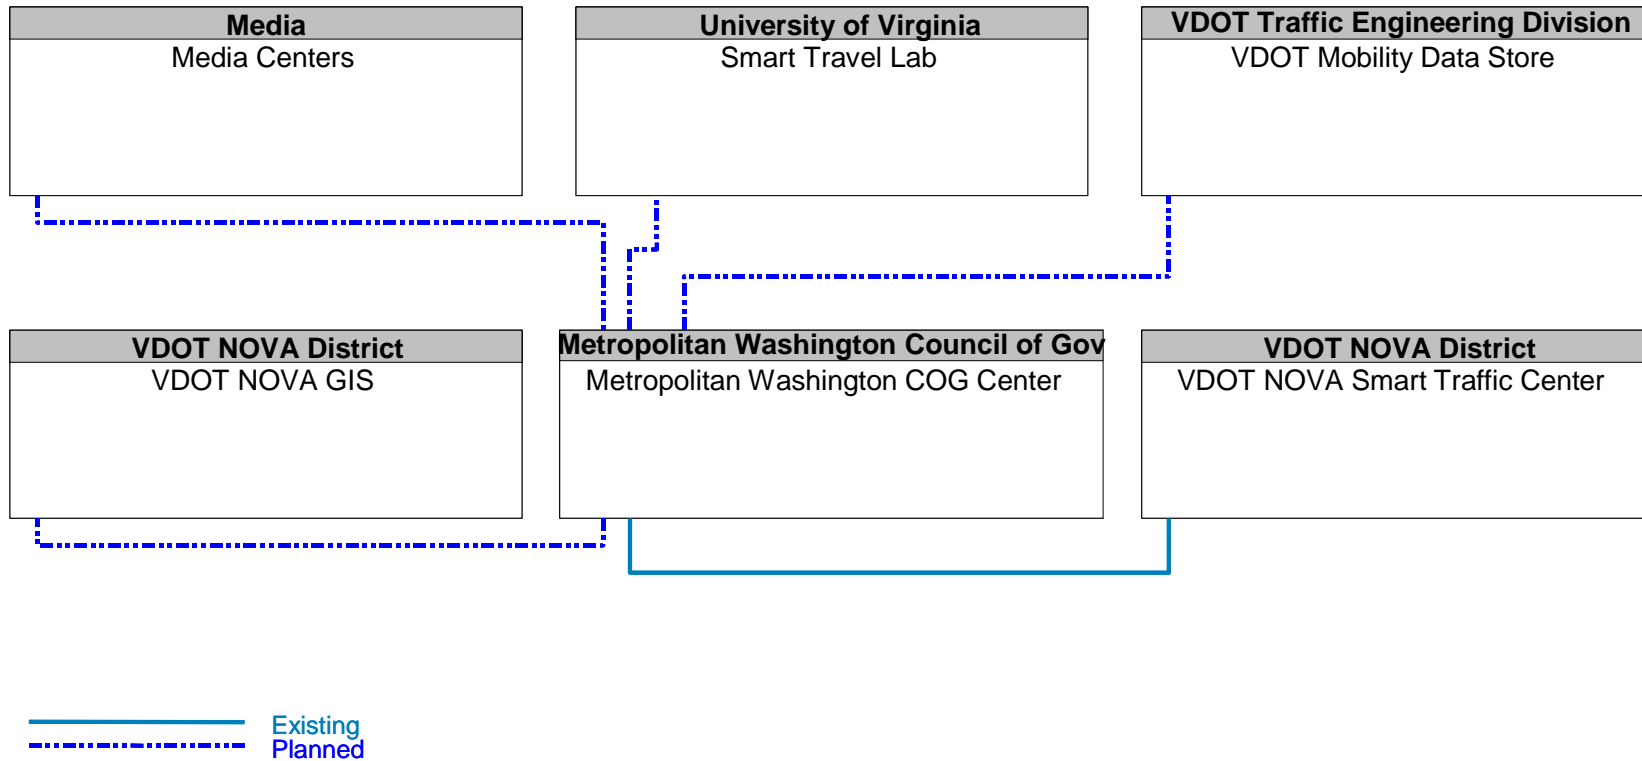 Media
Media Centers
University of Virginia
Smart Travel Lab
VDOT Traffic Engineering Division
VDOT Mobility Data Store
VDOT NOVA District
VDOT NOVA GIS
Metropolitan Washington Council of Gov
Metropolitan Washington COG Center
VDOT NOVA District
VDOT NOVA Smart Traffic Center
Existing
Planned